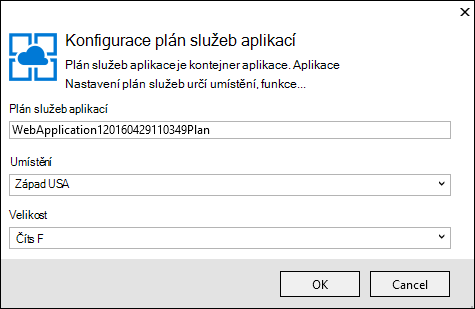 Konfigurace plán služeb aplikací
Plán služeb aplikace je kontejner aplikace. Aplikace
Nastavení plán služeb určí umístění, funkce...
Plán služeb aplikací
WebApplication120160429110349Plan
Umístění
Západ USA
Velikost
Číts F
OK Cancel